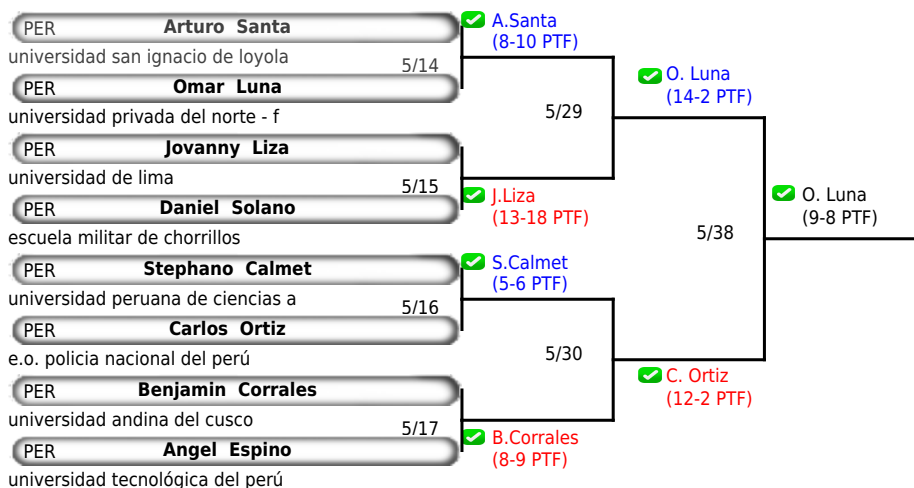 PER Arturo Santa
universidad san ignacio de loyola
5/14
PER Omar Luna
universidad privada del norte - f
PER Jovanny Liza
universidad de lima
5/15
PER Daniel Solano
escuela militar de chorrillos
PER Stephano Calmet
universidad peruana de ciencias a
5/16
PER Carlos Ortiz
e.o. policia nacional del perú
PER Benjamin Corrales
universidad andina del cusco
5/17
PER Angel Espino
universidad tecnológica del perú
A.Santa
(8-10 PTF)
5/29
J.Liza
(13-18 PTF)
S.Calmet
(5-6 PTF)
5/30
B.Corrales
(8-9 PTF)
O. Luna
(14-2 PTF)
5/38
C. Ortiz
(12-2 PTF)
O. Luna
(9-8 PTF)